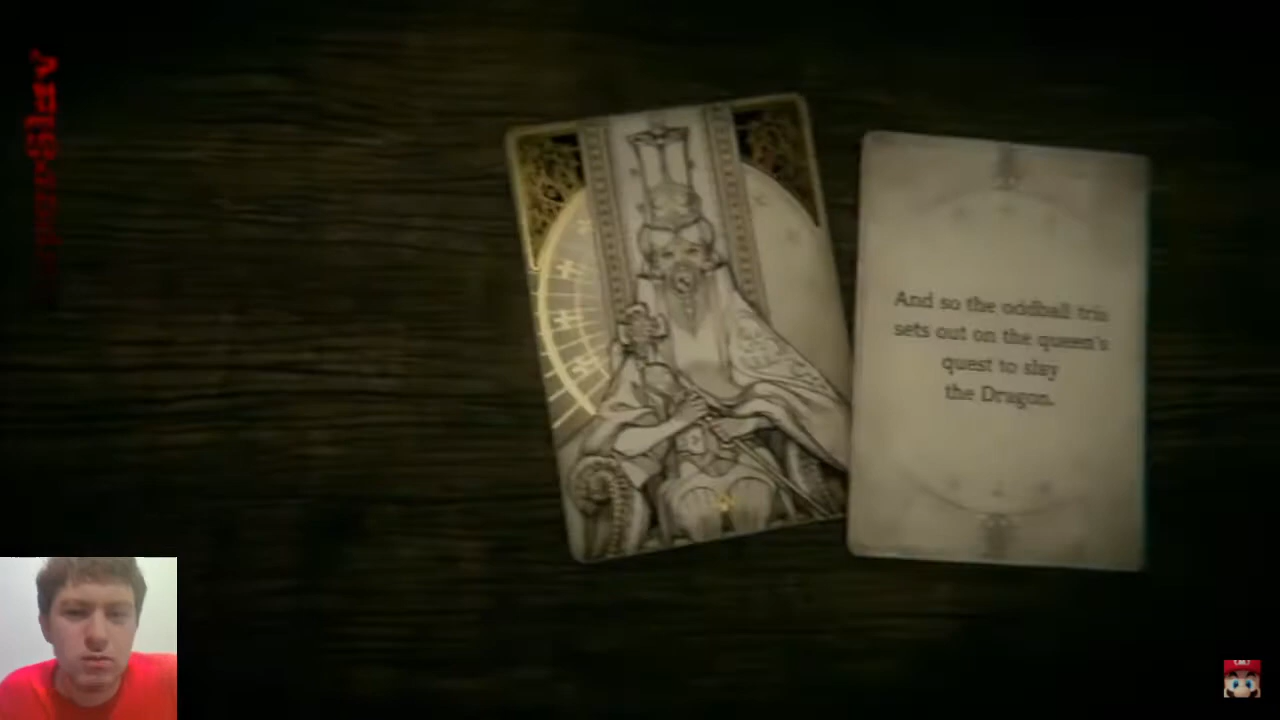 And so the oddball trio
sets out on the queen's
quest to slay
the Dragon.